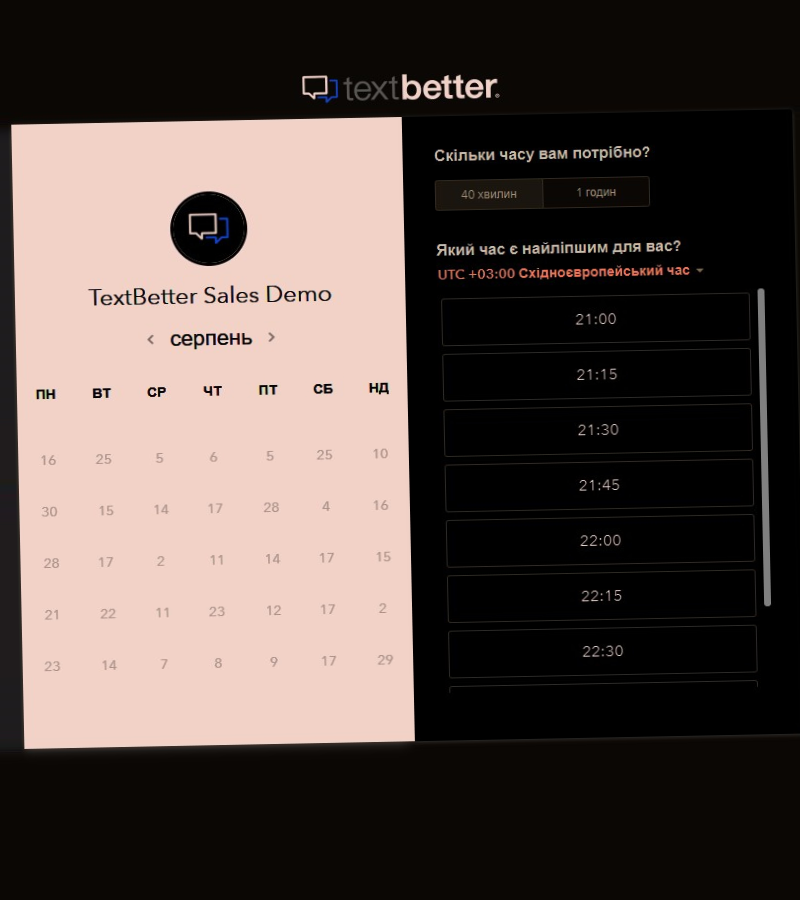 textbetter.
TextBetter Sales Demo
серпень
ПН ВТ СР ЧТ ПТ СБ НД
16 25 5 6 5 25 10
30 15 14 17 28 4 16
28 17 2 11 14 17 15
21 22 11 23 12 17 2
23 14 7 8 9 17 29
Скільки часу вам потрібно?
40 хвилин 1 годин
Який час є найліпшим для вас?
UTC +03:00 Східноєвропейський час
21:00
21:15
21:30
21:45
22:00
22:15
22:30